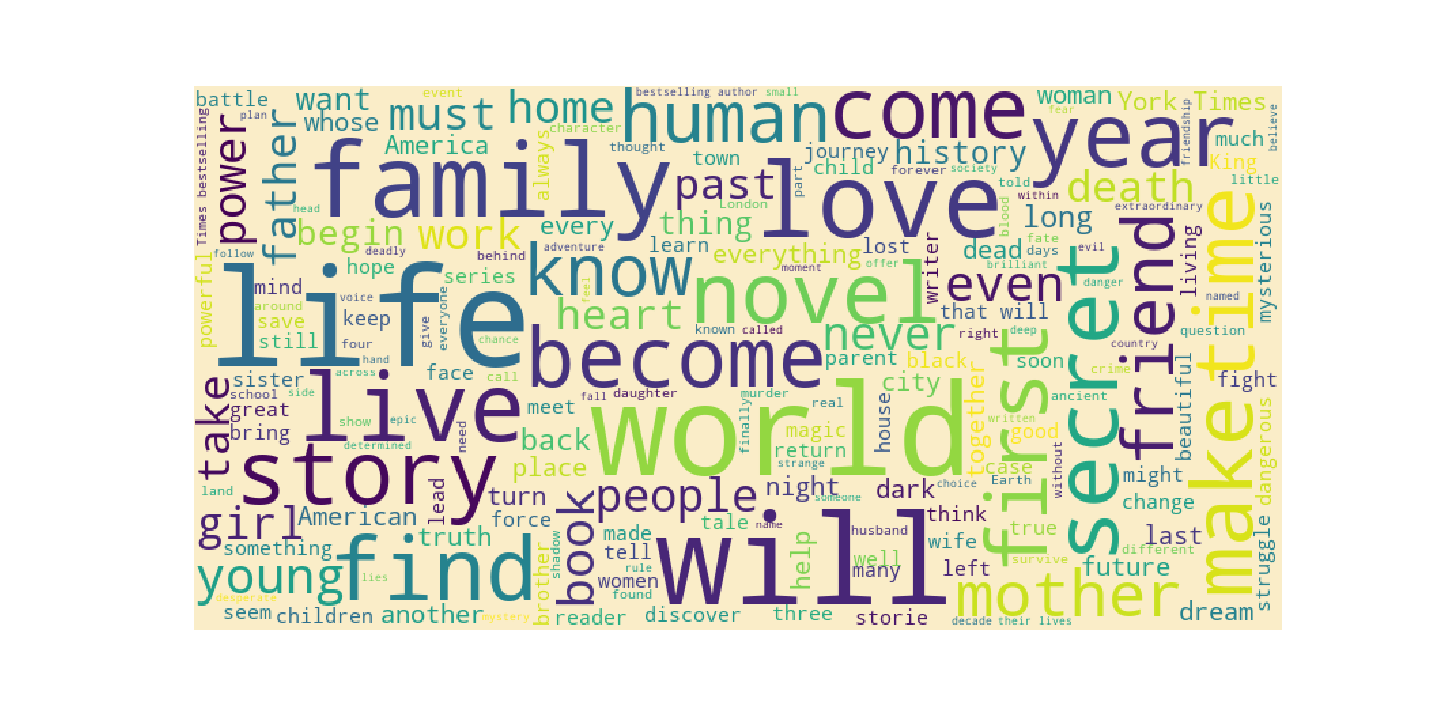 battle
plan
want
whose
event
must
home
bestselling author
small
human
come
woman
York Times
fear
year
friendship
believe
much
King
little
Times bestselling
power
father
America
family
always
character
thought
town
past
part
journey
child
forever
history
society
love
told
within
death
extraordinary
head
begin
work
every
thing
London
long
blood
fate
follow
deadly
behind
adventure
learn
everything
lost
writer
dead
days
evil
brilliant
friend
living
mysterious
make time
powerful
mind
hope
series
know
moment
offer
novel
even
danger
named
secret
around
voice
life
feel
heart
save
keep
give
everyone
known
called
never
that will
right
deep
first
country
question
still
four
chance
become
parent
black
soon
crime
hand
across
sister
face
call
city
together
ancient
beautiful
fight
school
side
take
great
live
fall
daughter
murder
real
house
written
good
bring
show
epic
need
meet
finally
world
magic
return
dangerous
determined
back
strange
case
without
might
story
place
Earth
choice
land
lead
turn
people
night
someone
dark
change
girl
American
force
book
made
tale
name
husband
think
true
last
something
truth
tell
help
wife
different
struggle
young
lies
find
brother
shadow
rule
women
will
well
many
left
survive
future
desperate
found
mother
seem
children
another
mystery
reader
discover
three
storie
decade
their lives
dream